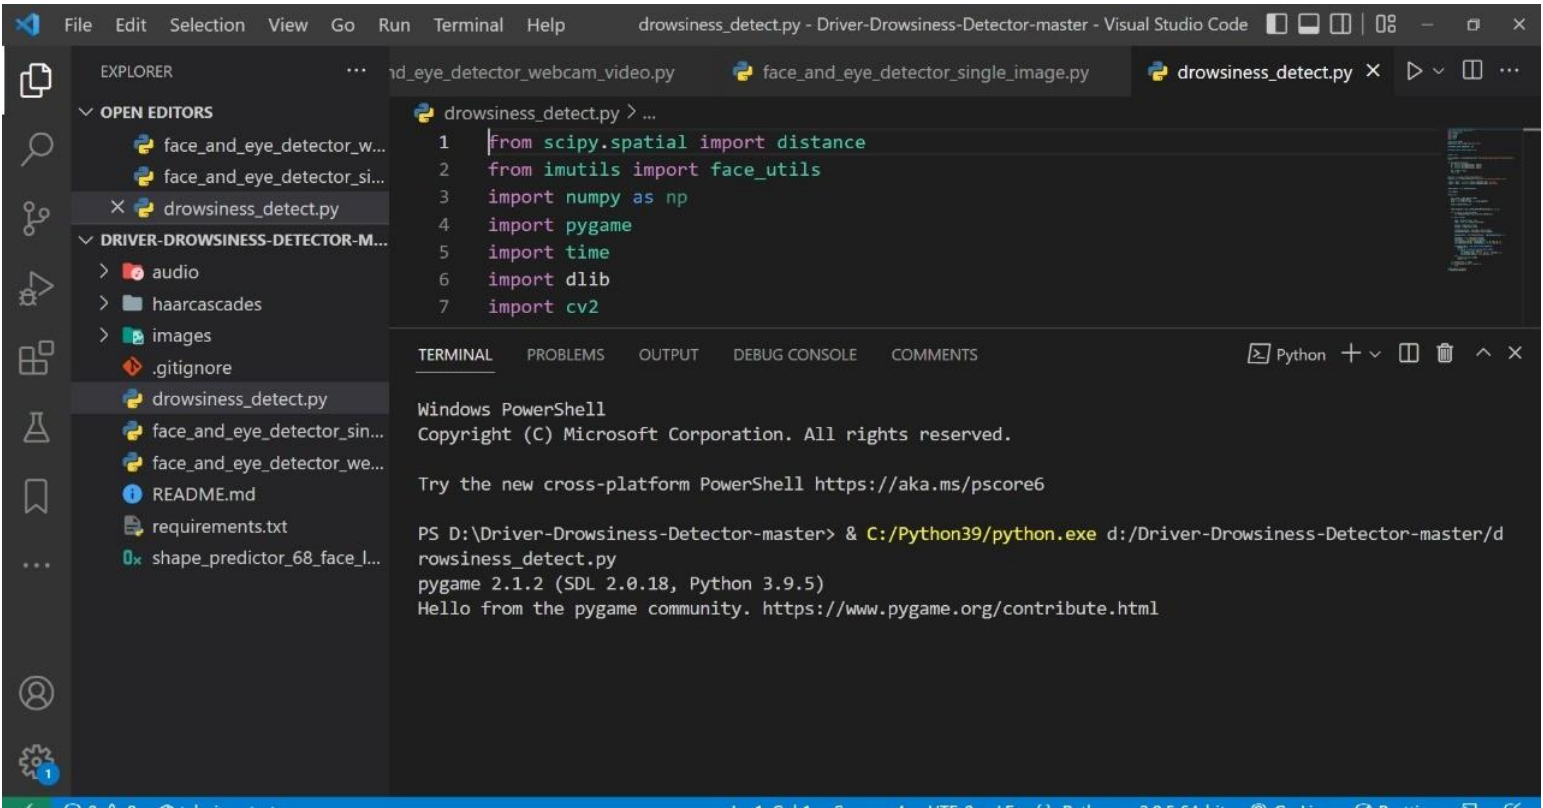 File Edit Selection View Go Run Terminal Help
drowsiness_detect.py - Driver-Drowsiness-Detector-master - Visual Studio Code
EXPLORER
OPEN EDITORS
face_and_eye_detector_w...
face_and_eye_detector_si...
drowsiness_detect.py
DRIVER-DROWSINESS-DETECTOR-M...
audio
haarcascades
images
.gitignore
drowsiness_detect.py
face_and_eye_detector_sin...
face_and_eye_detector_we...
README.md
requirements.txt
shape_predictor_68_face_l...
1
d_eye_detector_webcam_video.py
face_and_eye_detector_single_image.py
drowsiness_detect.py
drowsiness_detect.py > ...
1 from scipy.spatial import distance
2 from imutils import face_utils
3 import numpy as np
4 import pygame
5 import time
6 import dlib
7 import cv2
TERMINAL PROBLEMS OUTPUT DEBUG CONSOLE COMMENTS
Python
Windows PowerShell
Copyright (C) Microsoft Corporation. All rights reserved.
Try the new cross-platform PowerShell https://aka.ms/pscore6
PS D:\Driver-Drowsiness-Detector-master> & C:/Python39/python.exe d:/Driver-Drowsiness-Detector-master/d
rowsiness_detect.py
pygame 2.1.2 (SDL 2.0.18, Python 3.9.5)
Hello from the pygame community. https://www.pygame.org/contribute.html